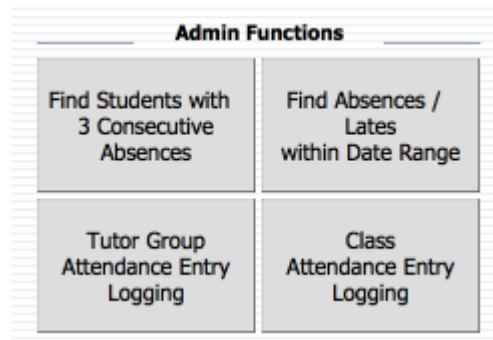 Admin Functions
Find Students with
3 Consecutive
Absences
Find Absences /
Lates
within Date Range
Tutor Group
Attendance Entry
Logging
Class
Attendance Entry
Logging